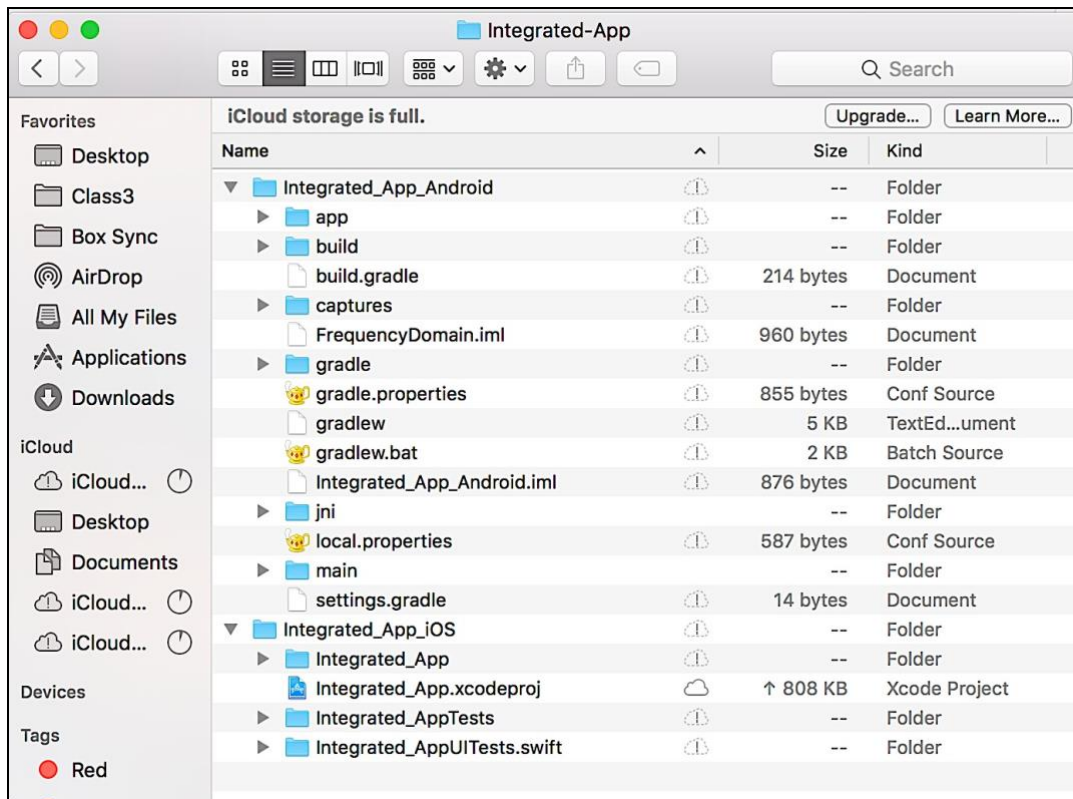 Integrated-App
Search
Favorites
Desktop
Class3
Box Sync
AirDrop
All My Files
Applications
Downloads
iCloud
iCloud...
Desktop
Documents
iCloud...
iCloud...
Devices
Tags
Red
iCloud storage is full. Upgrade... Learn More...
Name Size Kind
Integrated_App_Android -- Folder
app -- Folder
build -- Folder
build.gradle 214 bytes Document
captures -- Folder
FrequencyDomain.iml 960 bytes Document
gradle -- Folder
gradle.properties 855 bytes Conf Source
gradlew 5 KB TextEd...ument
gradlew.bat 2 KB Batch Source
Integrated_App_Android.iml 876 bytes Document
jni -- Folder
local.properties 587 bytes Conf Source
main -- Folder
settings.gradle 14 bytes Document
Integrated_App_iOS -- Folder
Integrated_App -- Folder
Integrated_App.xcodeproj ↑ 808 KB Xcode Project
Integrated_AppTests -- Folder
Integrated_AppUITests.swift -- Folder